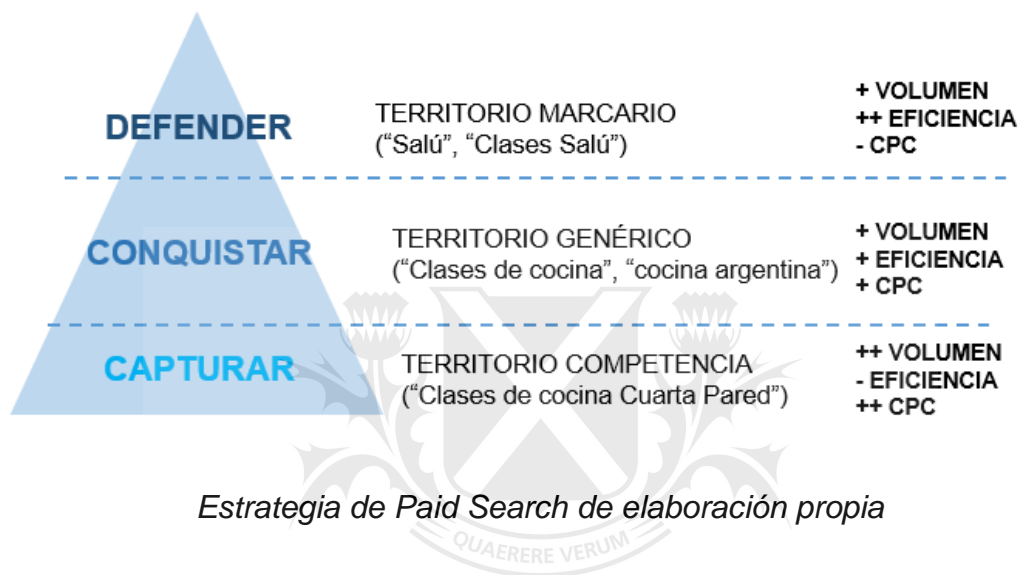 DEFENDER
TERRITORIO MARCARIO
(“Salú”, “Clases Salú”)
+ VOLUMEN
++ EFICIENCIA
- CPC
CONQUISTAR
TERRITORIO GENÉRICO
(“Clases de cocina”, “cocina argentina”)
+ VOLUMEN
+ EFICIENCIA
+ CPC
CAPTURAR
TERRITORIO COMPETENCIA
(“Clases de cocina Cuarta Pared”)
++ VOLUMEN
- EFICIENCIA
++ CPC
Estrategia de Paid Search de elaboración propia
QUAERERE VERUM